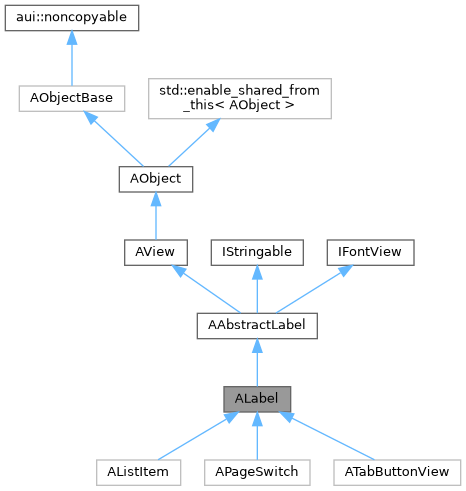 aui::noncopyable
AObjectBase
std::enable_shared_from
_this< AObject >
AObject
AView
IStringable
IFontView
AAbstractLabel
ALabel
AListItem
APageSwitch
ATabButtonView